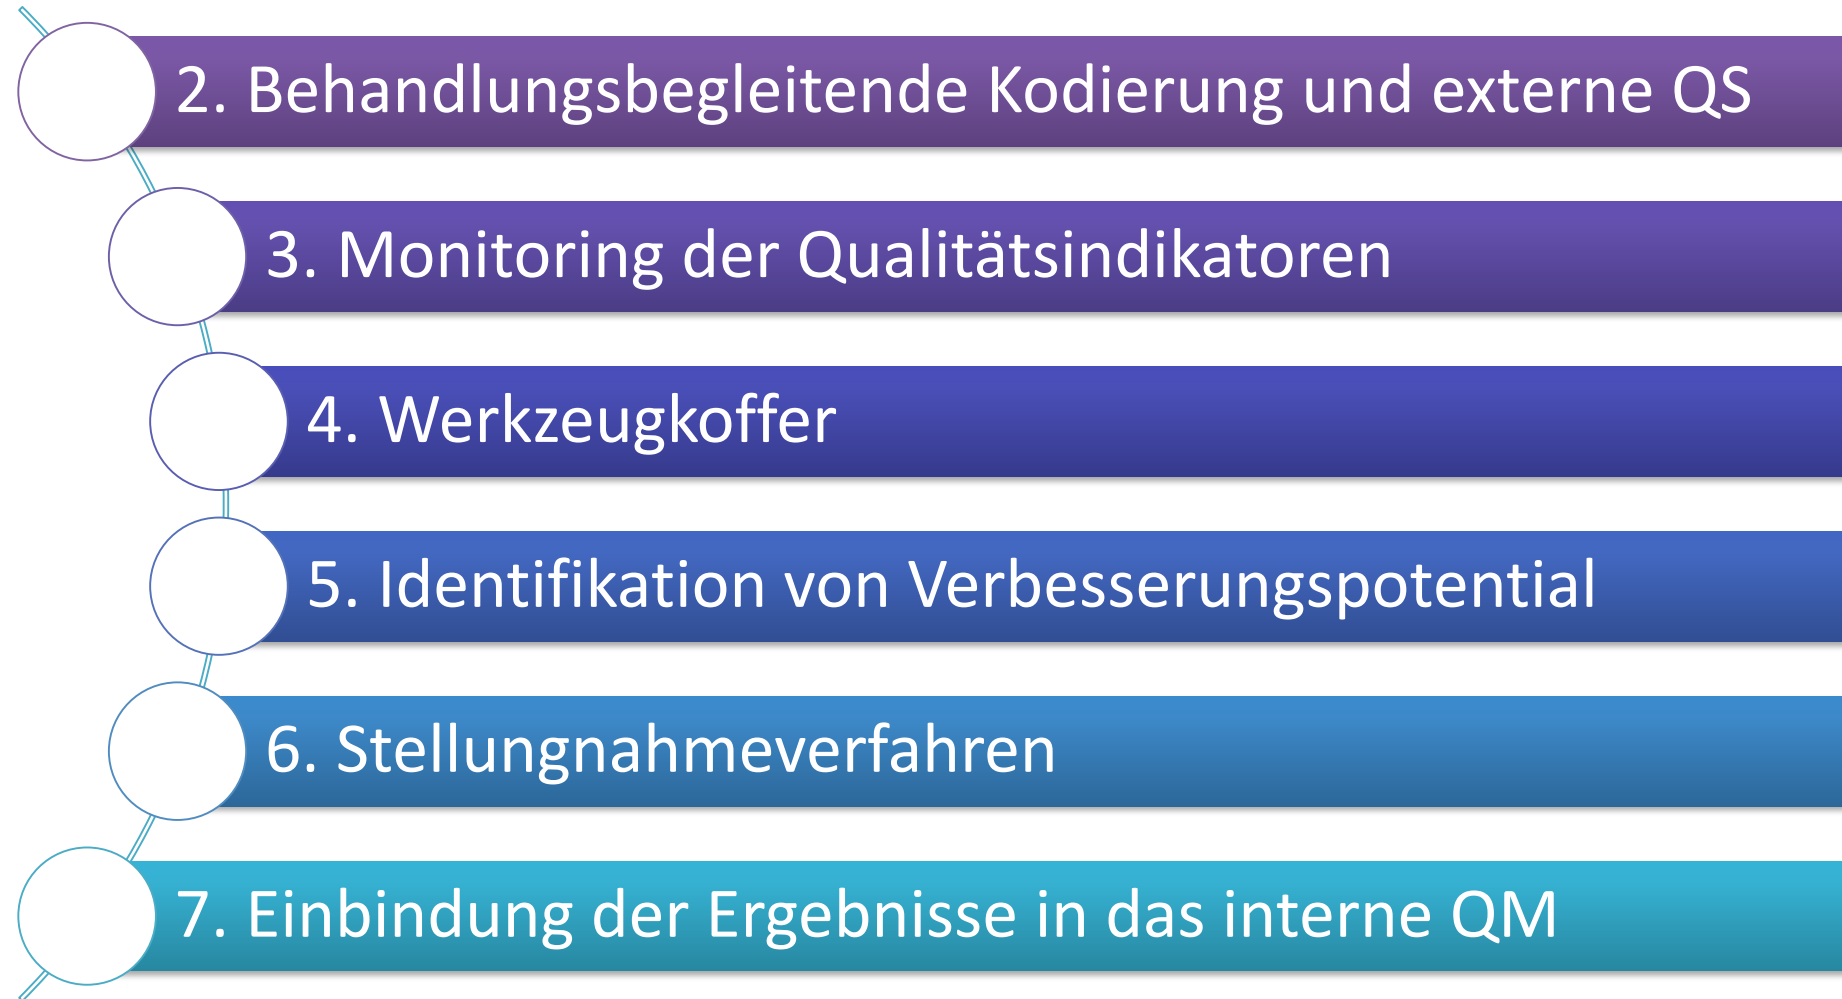 2. Behandlungsbegleitende Kodierung und externe QS
3. Monitoring der Qualitätsindikatoren
4. Werkzeugkoffer
5. Identifikation von Verbesserungspotential
6. Stellungnahmeverfahren
7. Einbindung der Ergebnisse in das interne QM